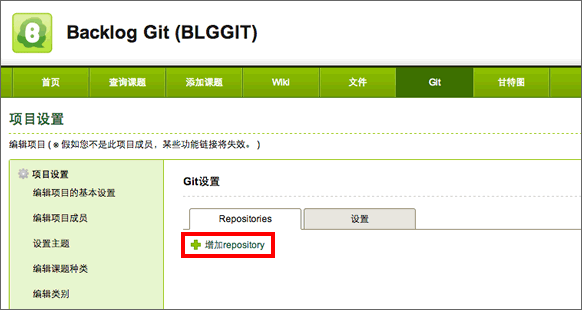 Backlog Git (BLGGIT)
首页 查询课题 添加课题 Wiki 文件 Git 甘特图
项目设置
编辑项目 ( ※ 假如您不是此项目成员，某些功能链接将失效。 )
项目设置
编辑项目的基本设置
编辑项目成员
设置主题
编辑课题种类
编辑类别
Git设置
Repositories 设置
增加repository